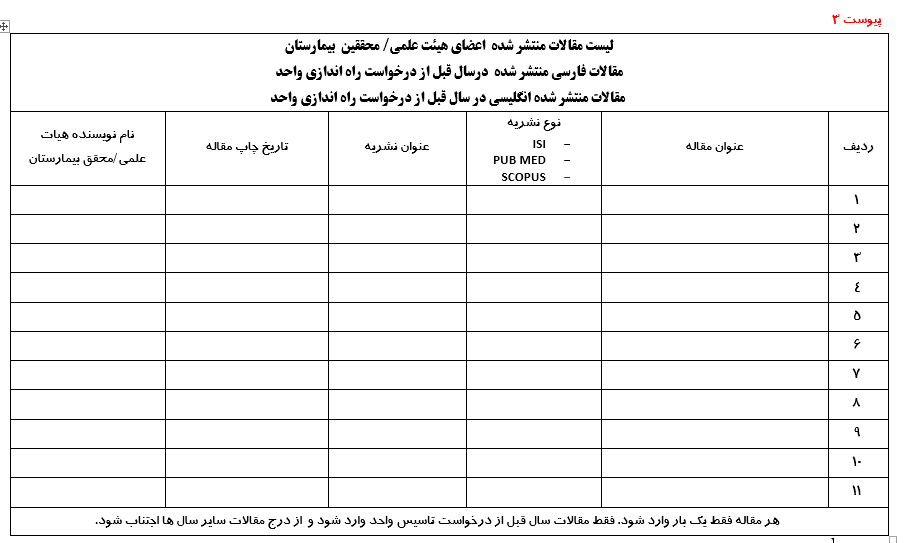 پیوست ۳
لیست مقالات منتشر شده اعضای هیئت علمی/ محققین بیمارستان
مقالات فارسی منتشر شده درسال قبل از درخواست راه اندازی واحد
مقالات منتشر شده انگلیسی در سال قبل از درخواست راه اندازی واحد
ردیف
عنوان مقاله
نوع نشریه
– ISI
– PUB MED
– SCOPUS
عنوان نشریه
تاریخ چاپ مقاله
نام نویسنده هیات
علمی/محقق بیمارستان
۱
۲
۳
٤
۵
۶
۷
۸
۹
۱۰
۱۱
هر مقاله فقط یک بار وارد شود. فقط مقالات سال قبل از درخواست تاسیس واحد وارد شود و از درج مقالات سایر سال ها اجتناب شود.